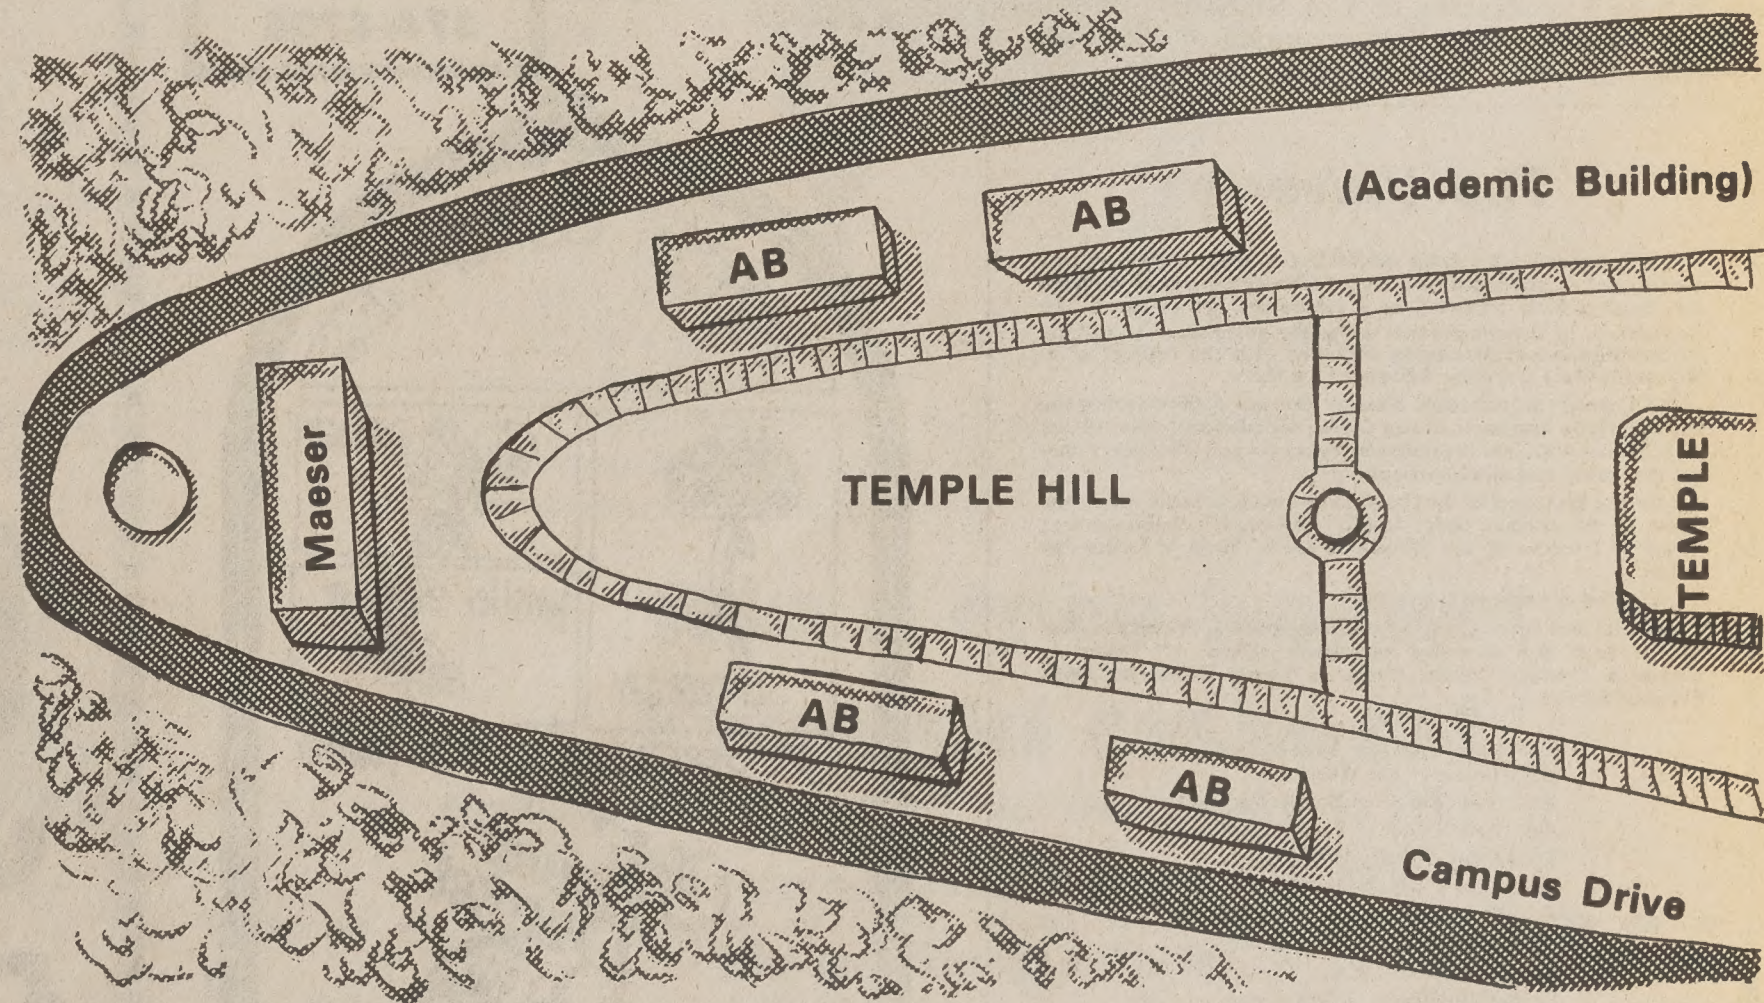 (Academic Building)
AB
AB
Maeser
TEMPLE HILL
TEMPLE
AB
AB
Campus Drive